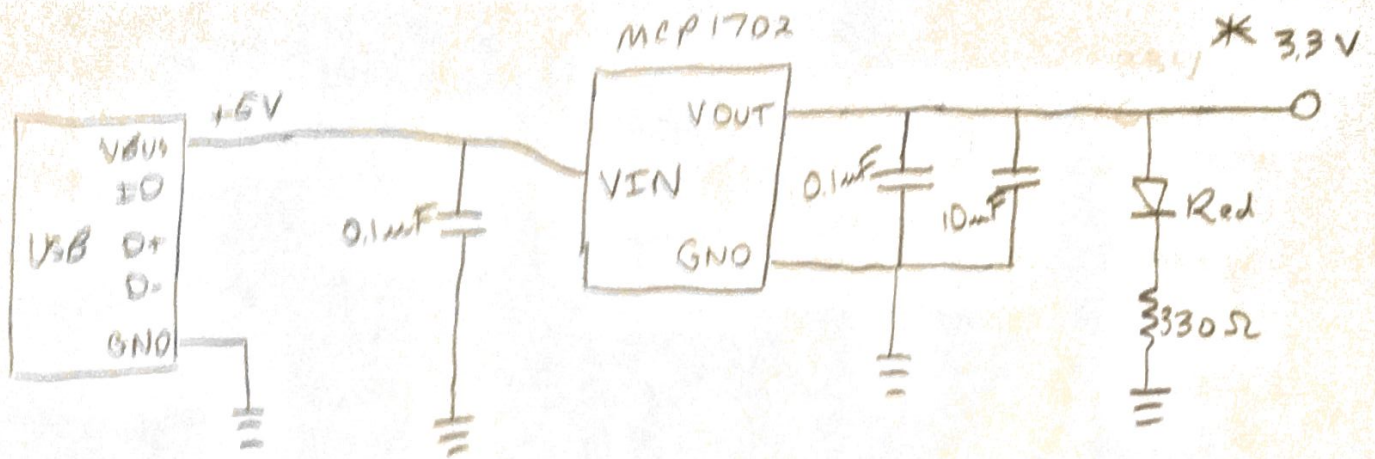 MCP1702
* 3.3V
+5V
VBUS
ID
USB
D+
D-
GND
0.1uF
VIN
VOUT
GND
0.1uF
10uF
Red
330Ω